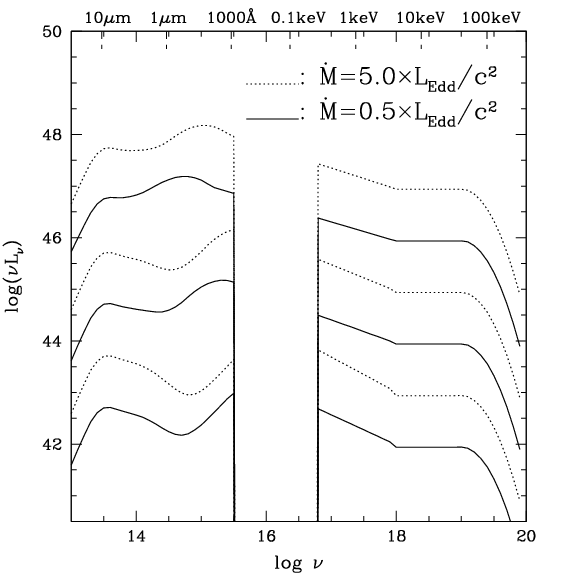 10μm 1μm 1000Å 0.1keV 1keV 10keV 100keV
50
: Ṁ=5.0×L_Edd/c²
: Ṁ=0.5×L_Edd/c²
48
46
log(νL_ν)
44
42
14 16 18 20
log ν